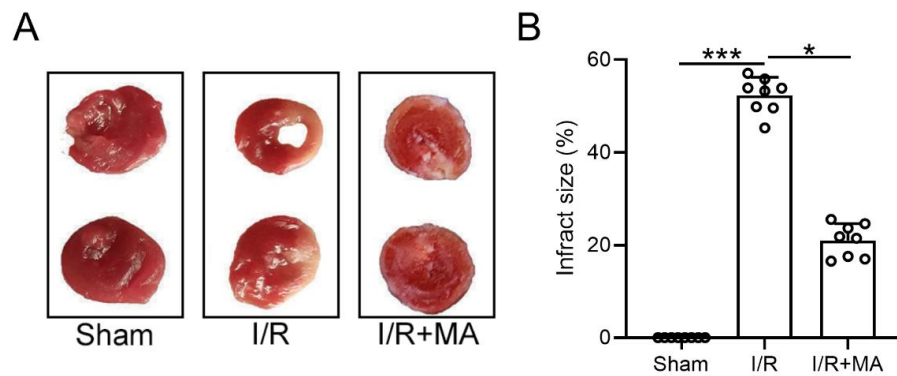 A
Sham
I/R
I/R+MA
B
Infract size (%)
60
40
20
0
***
*
Sham
I/R
I/R+MA